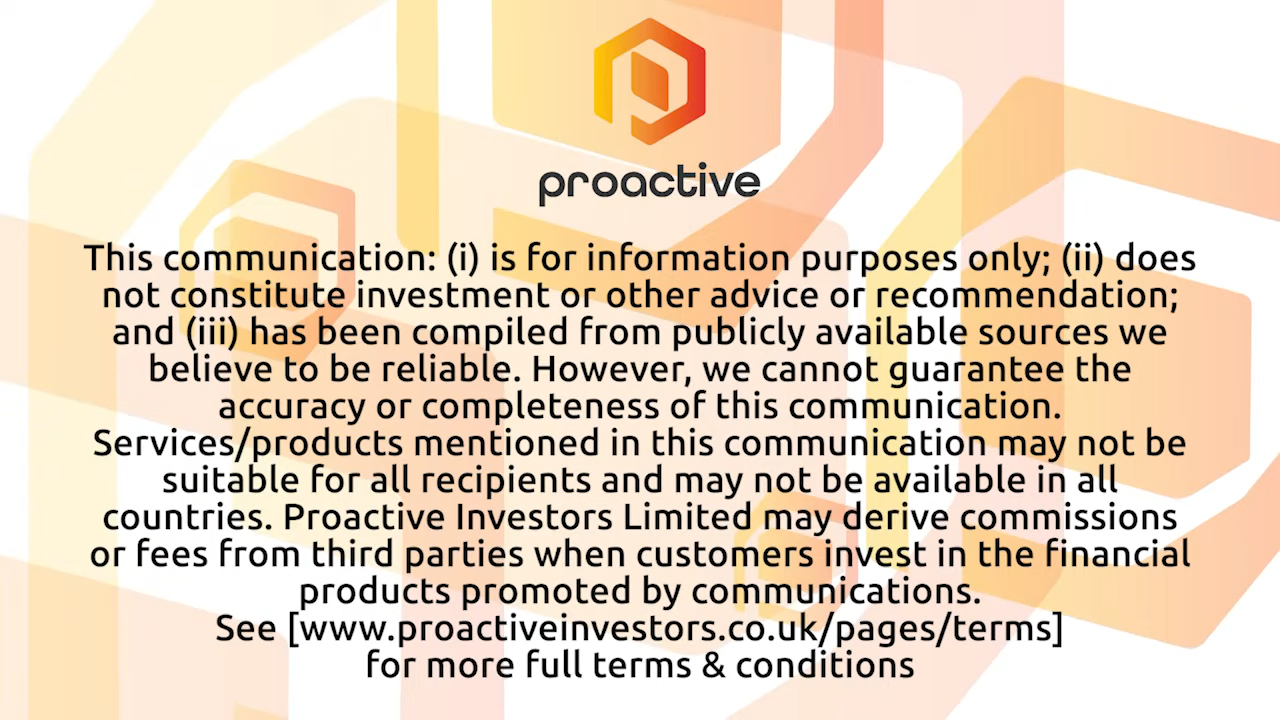 proactive
This communication: (i) is for information purposes only; (ii) does
not constitute investment or other advice or recommendation;
and (iii) has been compiled from publicly available sources we
believe to be reliable. However, we cannot guarantee the
accuracy or completeness of this communication.
Services/products mentioned in this communication may not be
suitable for all recipients and may not be available in all
countries. Proactive Investors Limited may derive commissions
or fees from third parties when customers invest in the financial
products promoted by communications.
See [www.proactiveinvestors.co.uk/pages/terms]
for more full terms & conditions